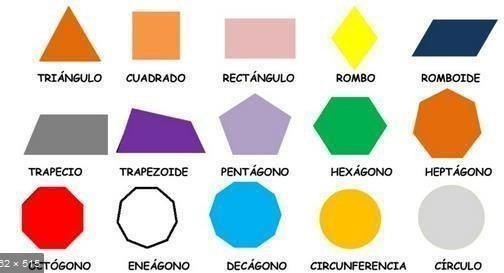 TRIÁNGULO CUADRADO RECTÁNGULO ROMBO ROMBOIDE
TRAPECIO TRAPEZOIDE PENTÁGONO HEXÁGONO HEPTÁGONO
ENEÁGONO DECÁGONO CIRCUNFERENCIA CÍRCULO